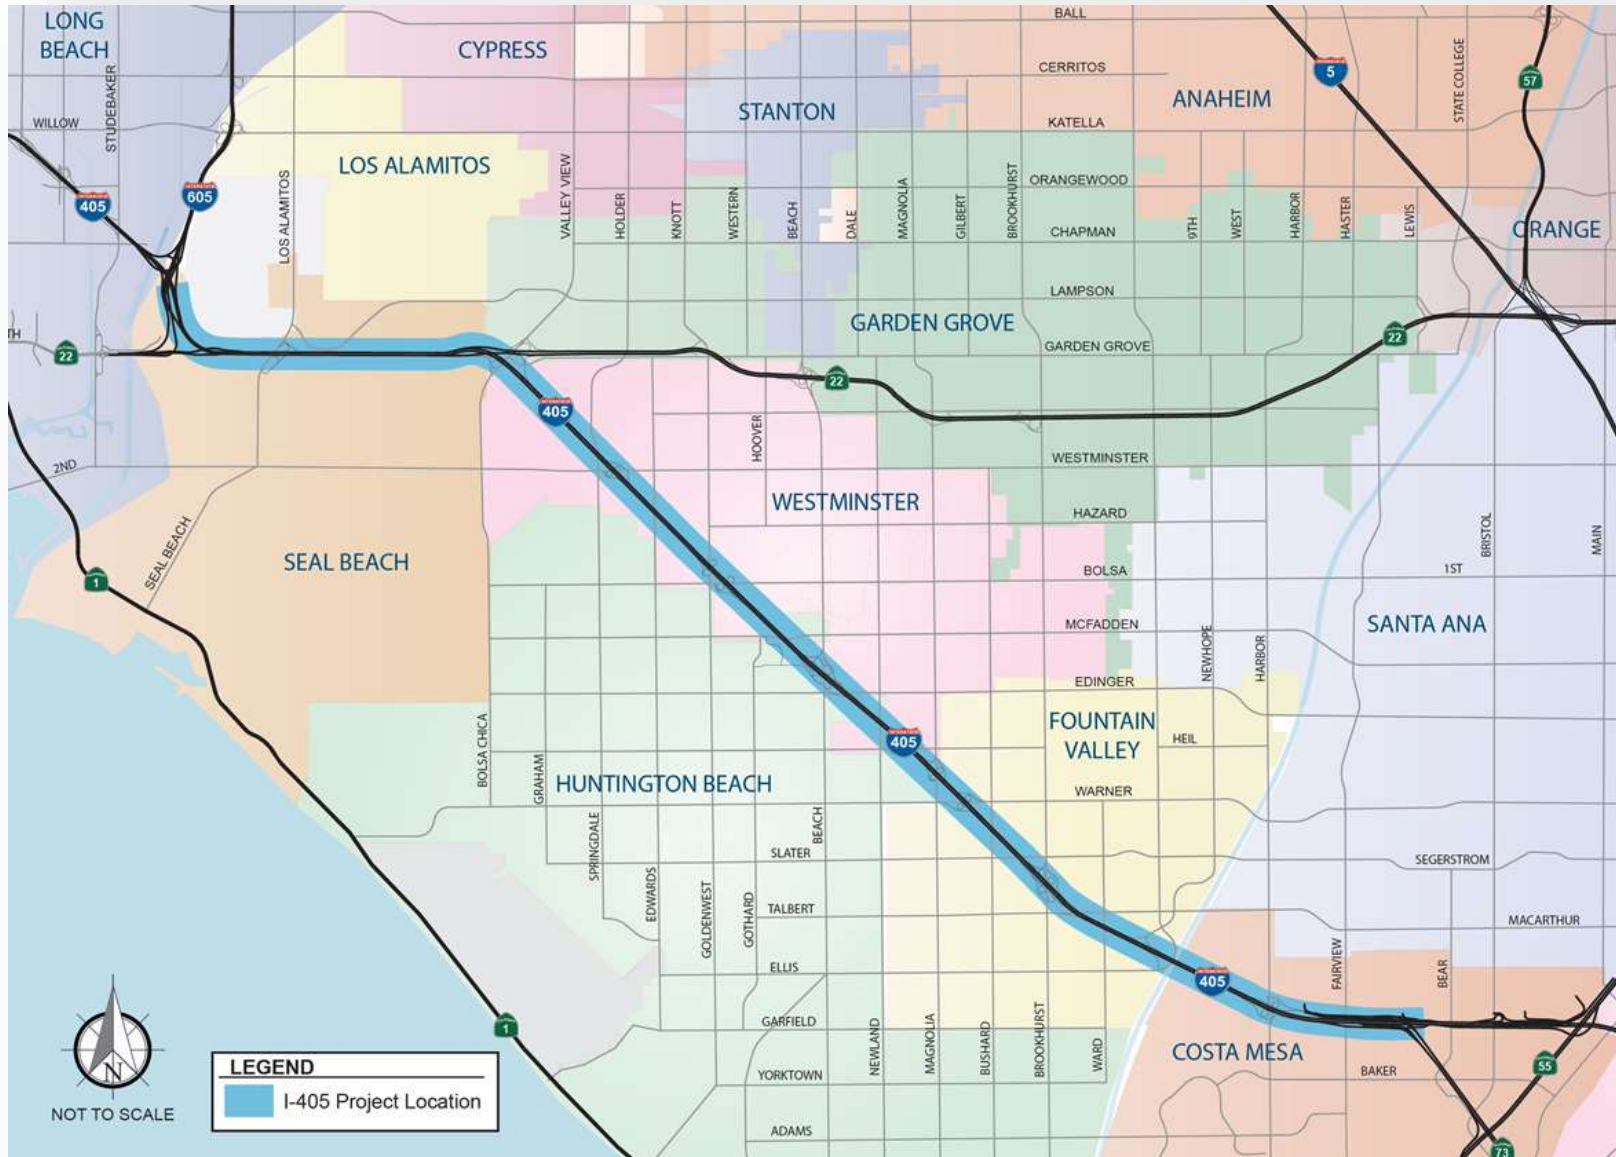 LONG
BEACH
CYPRESS
BALL
CERRITOS
5
STATE COLLEGE
57
STANTON
ANAHEIM
WILLOW
STUDEBAKER
KATELLA
LOS ALAMITOS
405
605
LOS ALAMITOS
VALLEY VIEW
HOLDER
KNOTT
WESTERN
BEACH
DALE
MAGNOLIA
GILBERT
BROOKHURST
ORANGEWOOD
CHAPMAN
9TH
WEST
HARBOR
HASTER
LEWIS
ORANGE
LAMPSON
GARDEN GROVE
GARDEN GROVE
22
TH
22
22
405
HOOVER
2ND
WESTMINSTER
WESTMINSTER
HAZARD
SEAL BEACH
SEAL BEACH
1
BOLSA
1ST
BRISTOL
MAIN
MCFADDEN
SANTA ANA
NEWHOPE
HARBOR
EDINGER
FOUNTAIN
VALLEY
HEIL
405
BOLSA CHICA
GRAHAM
HUNTINGTON BEACH
WARNER
SPRINGDALE
BEACH
SLATER
SEGERSTROM
EDWARDS
GOLDENWEST
GOTHARD
TALBERT
MACARTHUR
ELLIS
FAIRVIEW
BEAR
405
1
GARFIELD
NEWLAND
MAGNOLIA
BUSHARD
BROOKHURST
WARD
COSTA MESA
BAKER
55
YORKTOWN
ADAMS
73
N
NOT TO SCALE
LEGEND
I-405 Project Location